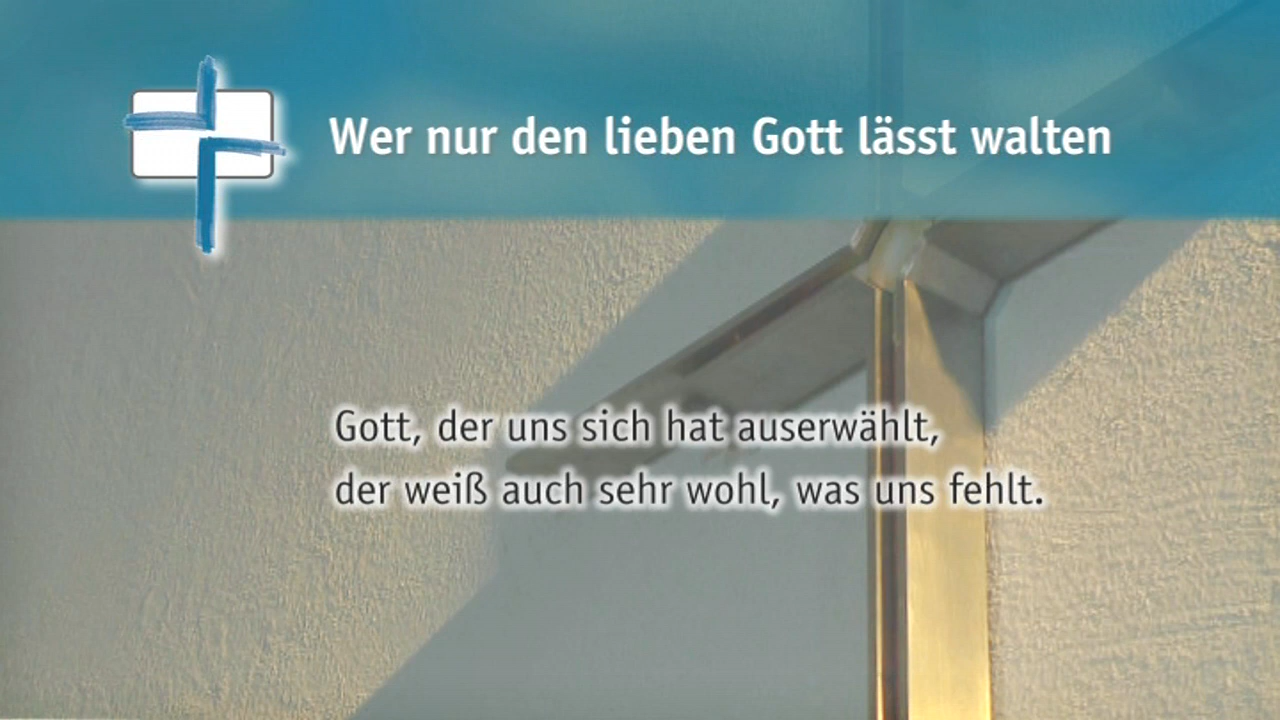 Wer nur den lieben Gott lässt walten
Gott, der uns sich hat auserwählt,
der weiß auch sehr wohl, was uns fehlt.